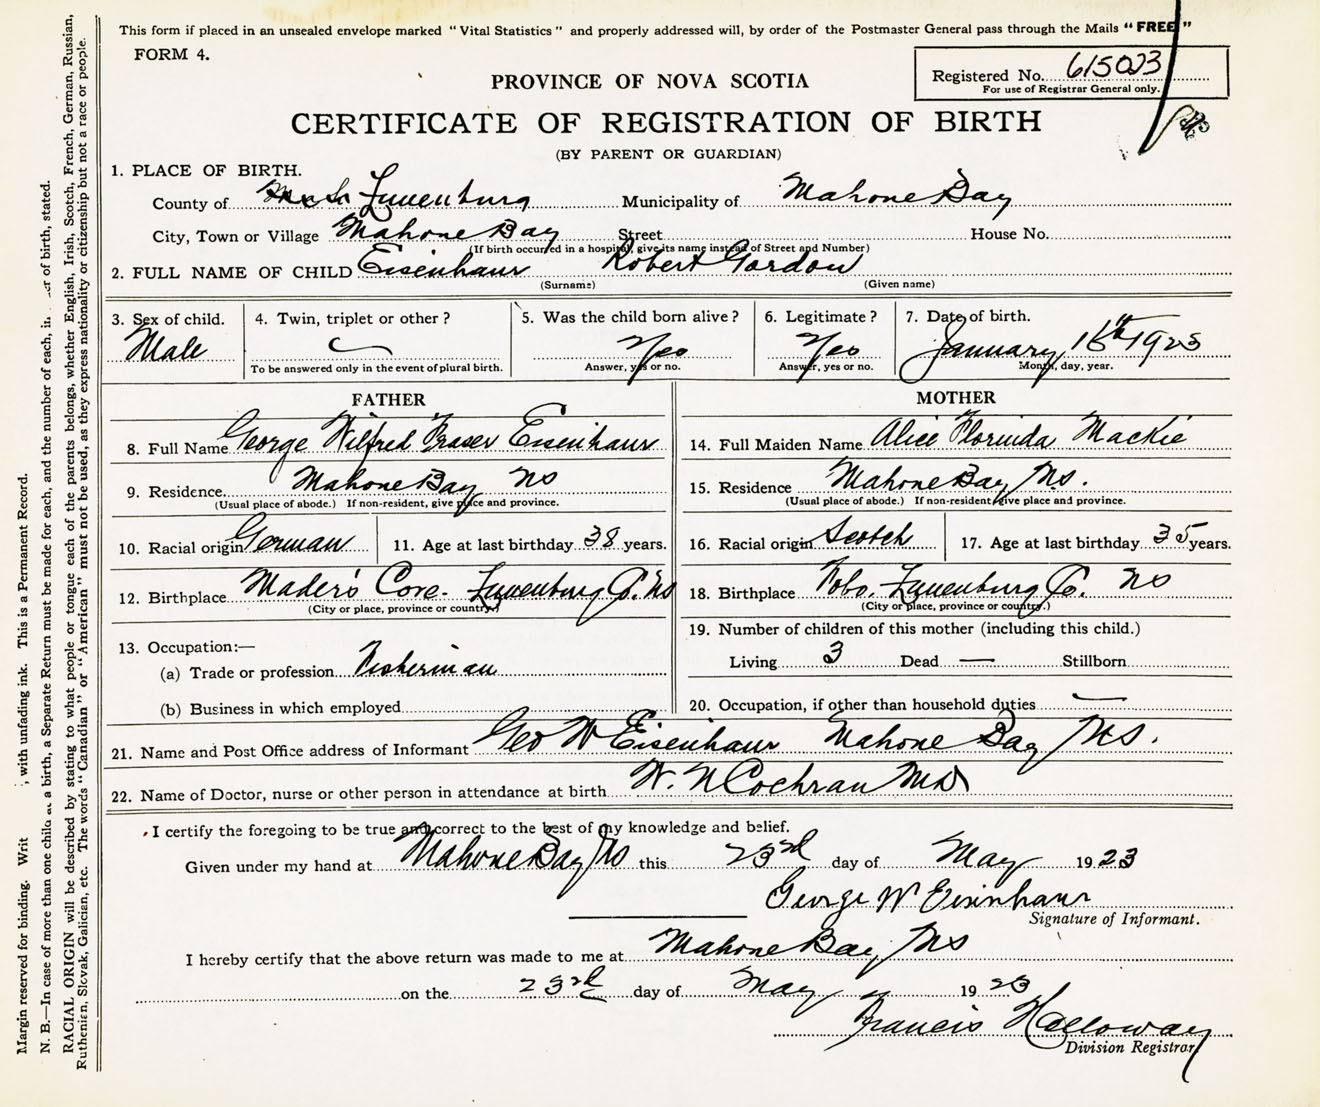 This form if placed in an unsealed envelope marked "Vital Statistics" and properly addressed will, by order of the Postmaster General pass through the Mails "FREE"
FORM 4.
PROVINCE OF NOVA SCOTIA
Registered No. 615023
For use of Registrar General only.
CERTIFICATE OF REGISTRATION OF BIRTH
(BY PARENT OR GUARDIAN)
1. PLACE OF BIRTH.
County of Lunenburg Municipality of Mahone Bay
City, Town or Village Mahone Bay Street House No.
(If birth occurred in a hospital, give its name instead of Street and Number)
2. FULL NAME OF CHILD Eisenhaur Robert Gordon
(Surname) (Given name)
3. Sex of child. 4. Twin, triplet or other? 5. Was the child born alive? 6. Legitimate? 7. Date of birth.
Male Yes Yes January 1923
To be answered only in the event of plural birth. Answer, yes or no. Answer, yes or no. Month, day, year.
FATHER MOTHER
8. Full Name George Wilfred Fraser Eisenhaur 14. Full Maiden Name Alice Florinda Mackie
9. Residence Mahone Bay NS 15. Residence Mahone Bay N.S.
(Usual place of abode.) If non-resident, give place and province. (Usual place of abode.) If non-resident, give place and province.
10. Racial origin German 11. Age at last birthday 38 years. 16. Racial origin Scotch 17. Age at last birthday 35 years.
12. Birthplace Mader's Cove. Lunenburg Co. NS 18. Birthplace Lunenburg Co. NS
(City or place, province or country.) (City or place, province or country.)
19. Number of children of this mother (including this child.)
13. Occupation:—
Living 3 Dead — Stillborn
(a) Trade or profession Fisherman
(b) Business in which employed 20. Occupation, if other than household duties —
21. Name and Post Office address of Informant Geo W Eisenhaur Mahone Bay NS.
22. Name of Doctor, nurse or other person in attendance at birth W. N Cochran MD
I certify the foregoing to be true and correct to the best of my knowledge and belief.
Given under my hand at Mahone Bay NS this 23rd day of May 1923
George W Eisenhaur
Signature of Informant.
I hereby certify that the above return was made to me at Mahone Bay, NS
on the 23rd day of May 1923
Francis Holloway
Division Registrar
Margin reserved for binding. Writ , with unfading ink. This is a Permanent Record.
N. B.—In case of more than one child at a birth, a Separate Return must be made for each, and the number of each, in of birth, stated.
RACIAL ORIGIN will be described by stating to what people or tongue each of the parents belongs, whether English, Irish, Scotch, French, German, Russian,
Ruthenien, Slovak, Galician, etc. The words "Canadian" or "American" must not be used, as they express nationality or citizenship but not a race or people.